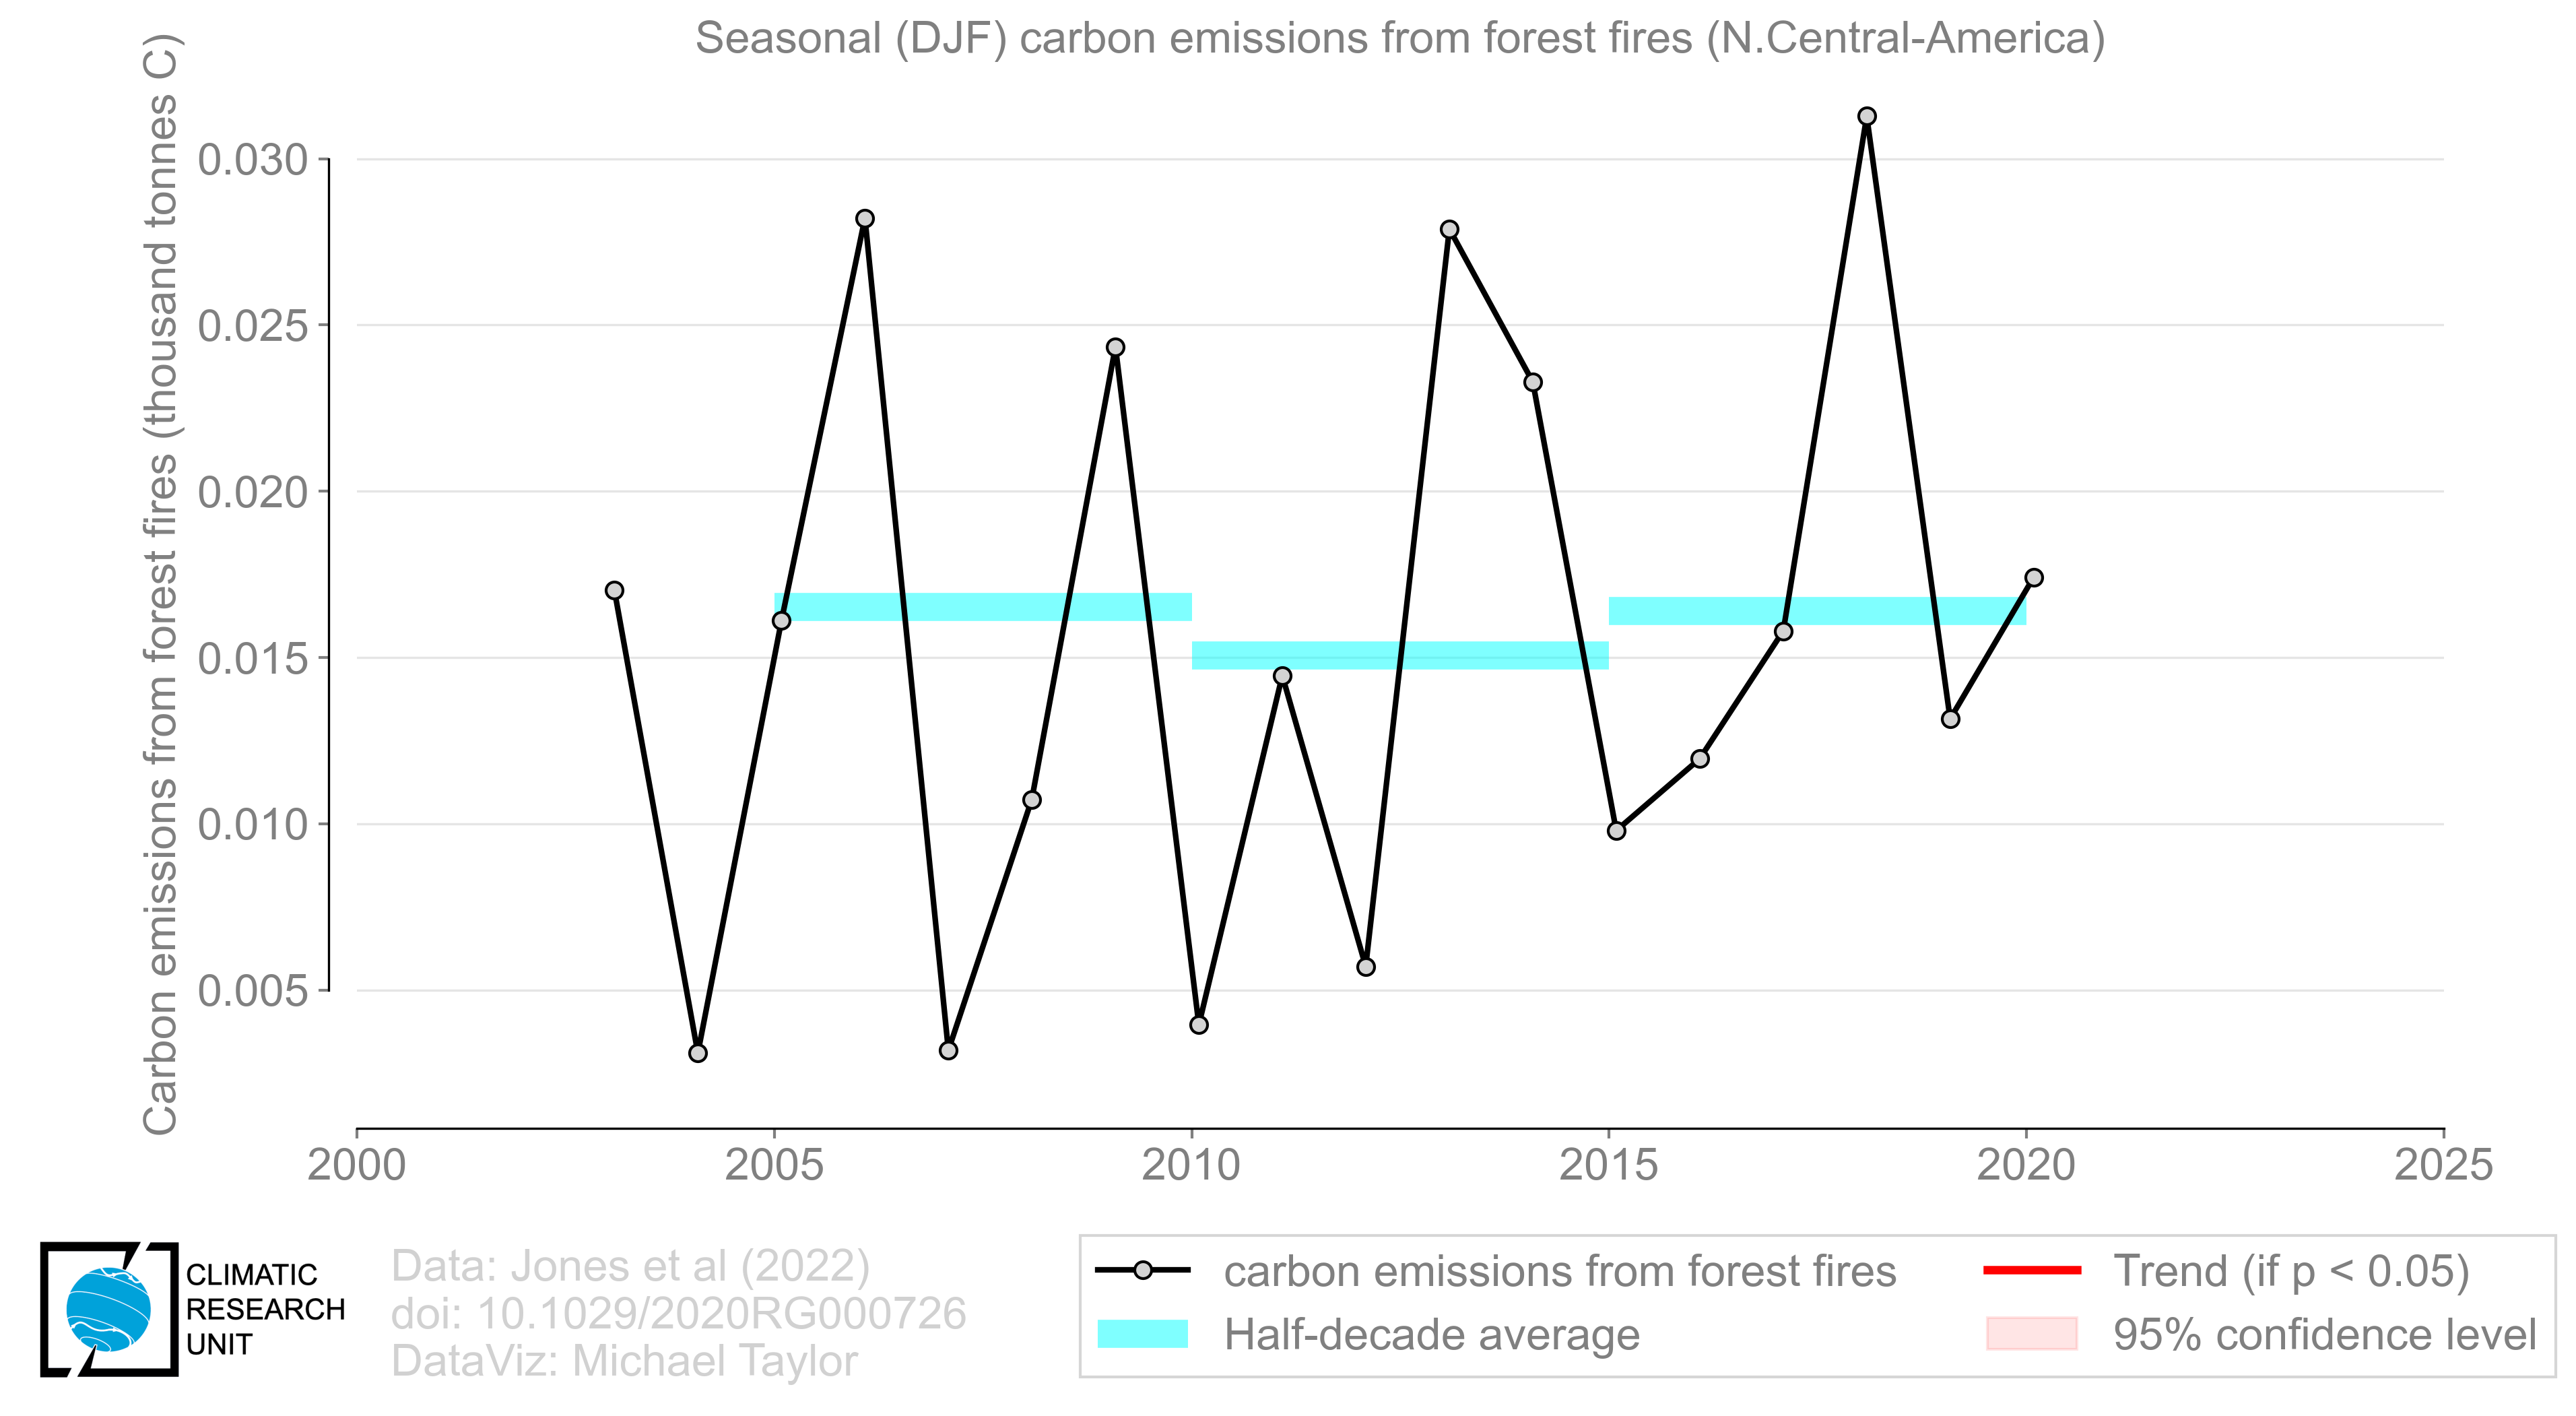 Seasonal (DJF) carbon emissions from forest fires (N.Central-America)
Carbon emissions from forest fires (thousand tonnes C)
0.030
0.025
0.020
0.015
0.010
0.005
2000 2005 2010 2015 2020 2025
CLIMATIC
RESEARCH
UNIT
Data: Jones et al (2022)
doi: 10.1029/2020RG000726
DataViz: Michael Taylor
carbon emissions from forest fires
Half-decade average
Trend (if p < 0.05)
95% confidence level